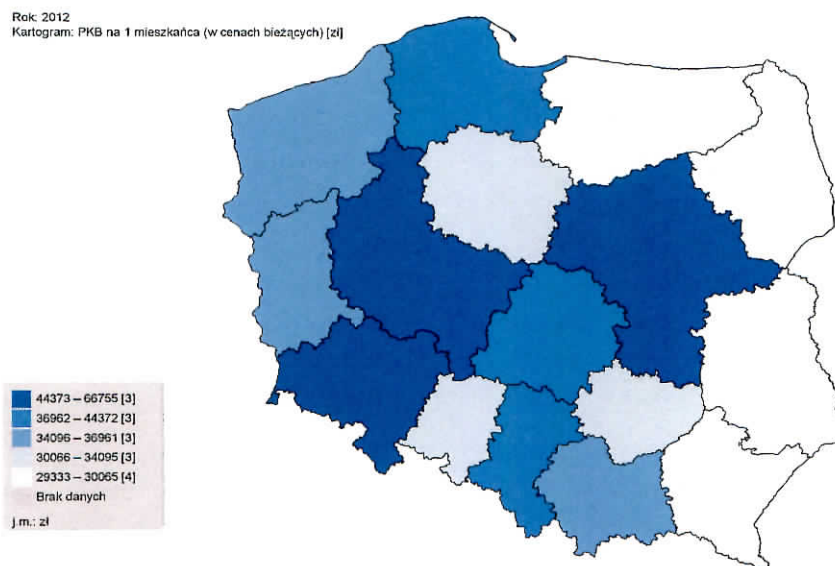 Rok: 2012
Kartogram: PKB na 1 mieszkańca (w cenach bieżących) [zł]
44373 – 66755 [3]
36962 – 44372 [3]
34096 – 36961 [3]
30066 – 34095 [3]
29333 – 30065 [4]
Brak danych
j.m.: zł